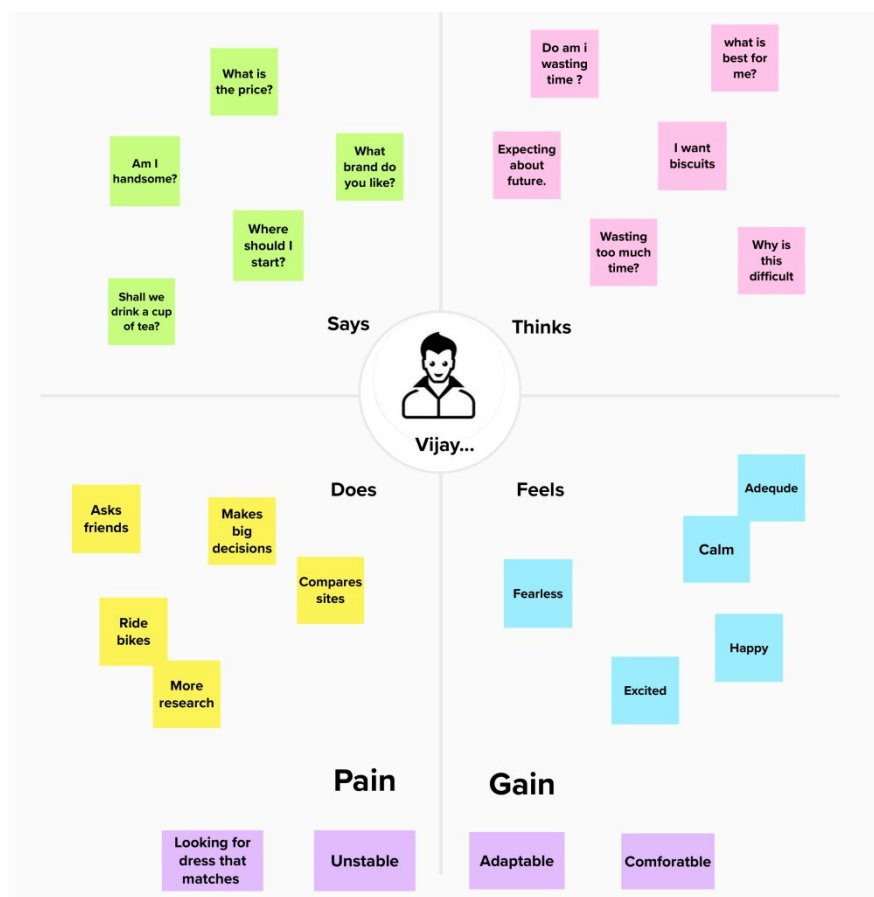 What is
the price?
Am I
handsome?
What
brand do
you like?
Where
should I
start?
Shall we
drink a cup
of tea?
Says
Do am i
wasting
time ?
what is
best for
me?
Expecting
about
future.
I want
biscuits
Wasting
too much
time?
Why is
this
difficult
Thinks
Vijay...
Does
Asks
friends
Makes
big
decisions
Compares
sites
Ride
bikes
More
research
Feels
Adequde
Calm
Fearless
Happy
Excited
Pain
Looking for
dress that
matches
Unstable
Gain
Adaptable
Comforatble